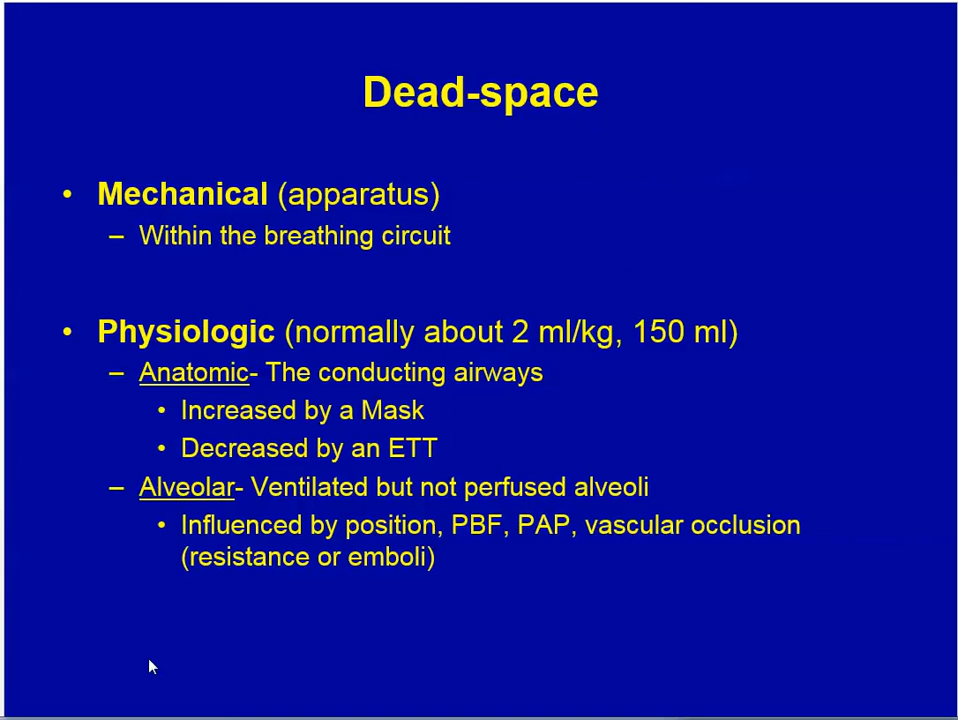 Dead-space
• Mechanical (apparatus)
– Within the breathing circuit
• Physiologic (normally about 2 ml/kg, 150 ml)
– Anatomic- The conducting airways
• Increased by a Mask
• Decreased by an ETT
– Alveolar- Ventilated but not perfused alveoli
• Influenced by position, PBF, PAP, vascular occlusion
(resistance or emboli)